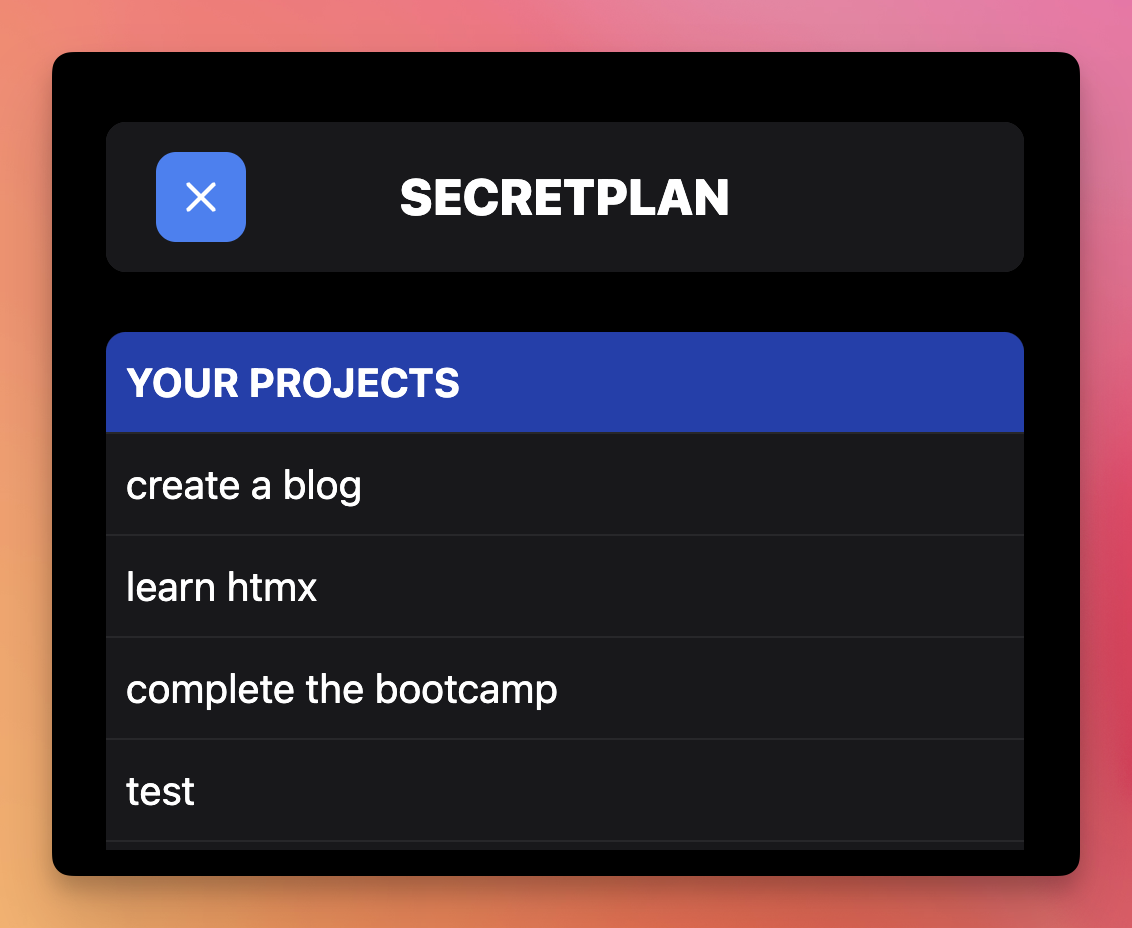 SECRETPLAN
YOUR PROJECTS
create a blog
learn htmx
complete the bootcamp
test